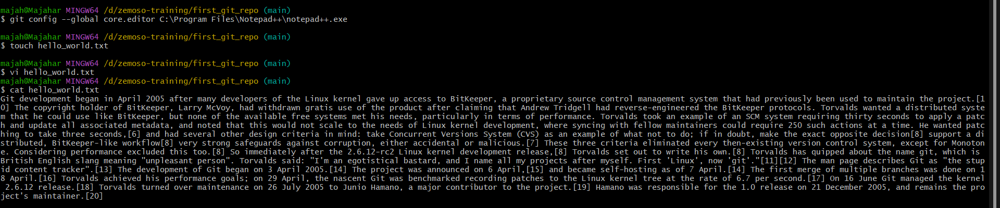 majah@Majahar MINGW64 /d/zemoso-training/first_git_repo (main)
$ git config --global core.editor C:\Program Files\Notepad++\notepad++.exe
majah@Majahar MINGW64 /d/zemoso-training/first_git_repo (main)
$ touch hello_world.txt
majah@Majahar MINGW64 /d/zemoso-training/first_git_repo (main)
$ vi hello_world.txt
majah@Majahar MINGW64 /d/zemoso-training/first_git_repo (main)
$ cat hello_world.txt
Git development began in April 2005 after many developers of the Linux kernel gave up access to BitKeeper, a proprietary source control management system that had previously been used to maintain the project.[1
0] The copyright holder of BitKeeper, Larry McVoy, had withdrawn gratis use of the product after claiming that Andrew Tridgell had reverse-engineered the BitKeeper protocols. Torvalds wanted a distributed syste
m that he could use like BitKeeper, but none of the available free systems met his needs, particularly in terms of performance. Torvalds took an example of an SCM system requiring thirty seconds to apply a patc
h and update all associated metadata, and noted that this would not scale to the needs of Linux kernel development, where syncing with fellow maintainers could require 250 such actions at a time. He wanted patc
hing to take three seconds,[6] and had several other design criteria in mind: take Concurrent Versions System (CVS) as an example of what not to do; if in doubt, make the exact opposite decision[8] support a di
stributed, BitKeeper-like workflow[8] very strong safeguards against corruption, either accidental or malicious.[7] These three criteria eliminated every then-existing version control system, except for Monoton
e. Considering performance excluded this too.[8] So immediately after the 2.6.12-rc2 Linux kernel development release,[8] Torvalds set out to write his own.[8] Torvalds has quipped about the name git, which is
British English slang meaning "unpleasant person". Torvalds said: "I'm an egotistical bastard, and I name all my projects after myself. First 'Linux', now 'git'."[11][12] The man page describes Git as "the stup
id content tracker".[13] The development of Git began on 3 April 2005.[14] The project was announced on 6 April,[15] and became self-hosting as of 7 April.[14] The first merge of multiple branches was done on 1
8 April.[16] Torvalds achieved his performance goals; on 29 April, the nascent Git was benchmarked recording patches to the Linux kernel tree at the rate of 6.7 per second.[17] On 16 June Git managed the kernel
 2.6.12 release.[18] Torvalds turned over maintenance on 26 July 2005 to Junio Hamano, a major contributor to the project.[19] Hamano was responsible for the 1.0 release on 21 December 2005, and remains the pro
ject's maintainer.[20]